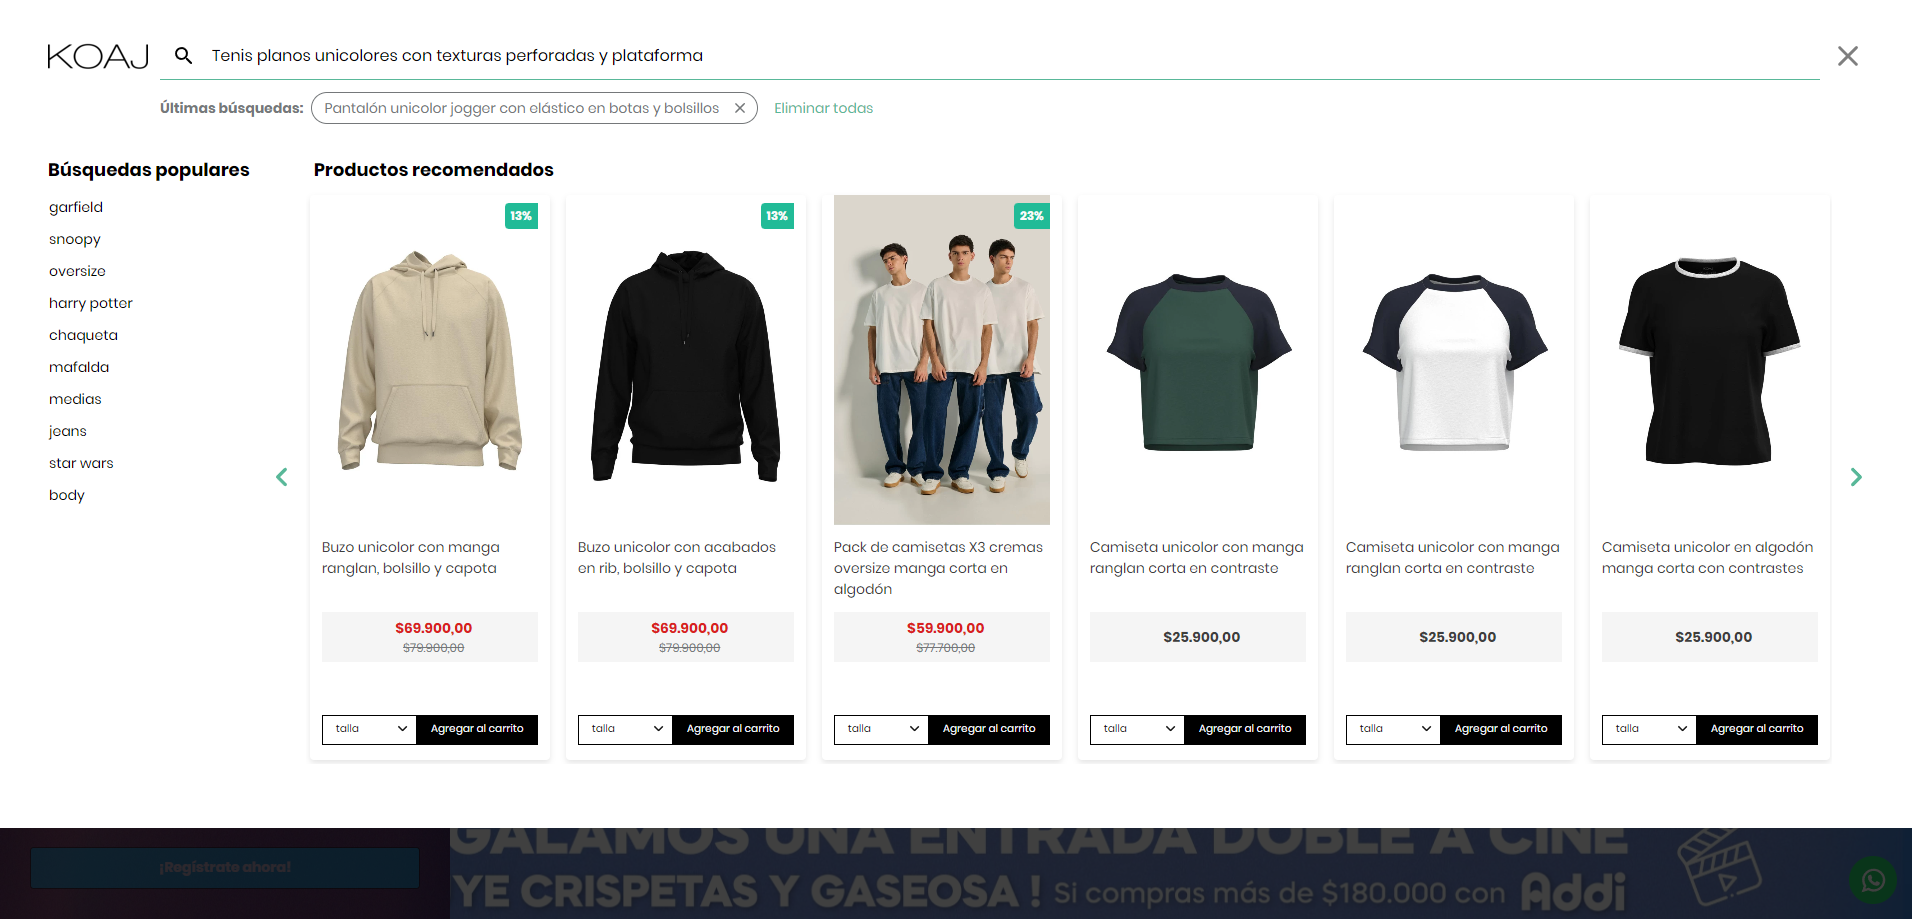 KOAJ
Tenis planos unicolores con texturas perforadas y plataforma
Últimas búsquedas:
Pantalón unicolor jogger con elástico en botas y bolsillos
Eliminar todas
Búsquedas populares
garfield
snoopy
oversize
harry potter
chaqueta
mafalda
medias
jeans
star wars
body
Productos recomendados
13%
Buzo unicolor con manga
ranglan, bolsillo y capota
$69.900,00
$79.900,00
talla
Agregar al carrito
13%
Buzo unicolor con acabados
en rib, bolsillo y capota
$69.900,00
$79.900,00
talla
Agregar al carrito
23%
Pack de camisetas X3 cremas
oversize manga corta en
algodón
$59.900,00
$77.700,00
talla
Agregar al carrito
Camiseta unicolor con manga
ranglan corta en contraste
$25.900,00
talla
Agregar al carrito
Camiseta unicolor con manga
ranglan corta en contraste
$25.900,00
talla
Agregar al carrito
Camiseta unicolor en algodón
manga corta con contrastes
$25.900,00
talla
Agregar al carrito
¡Regístrate ahora!
GALAMOS UNA ENTRADA DOBLE A CINE
YE CRISPETAS Y GASEOSA !
Si compras más de $180.000 con
Addi